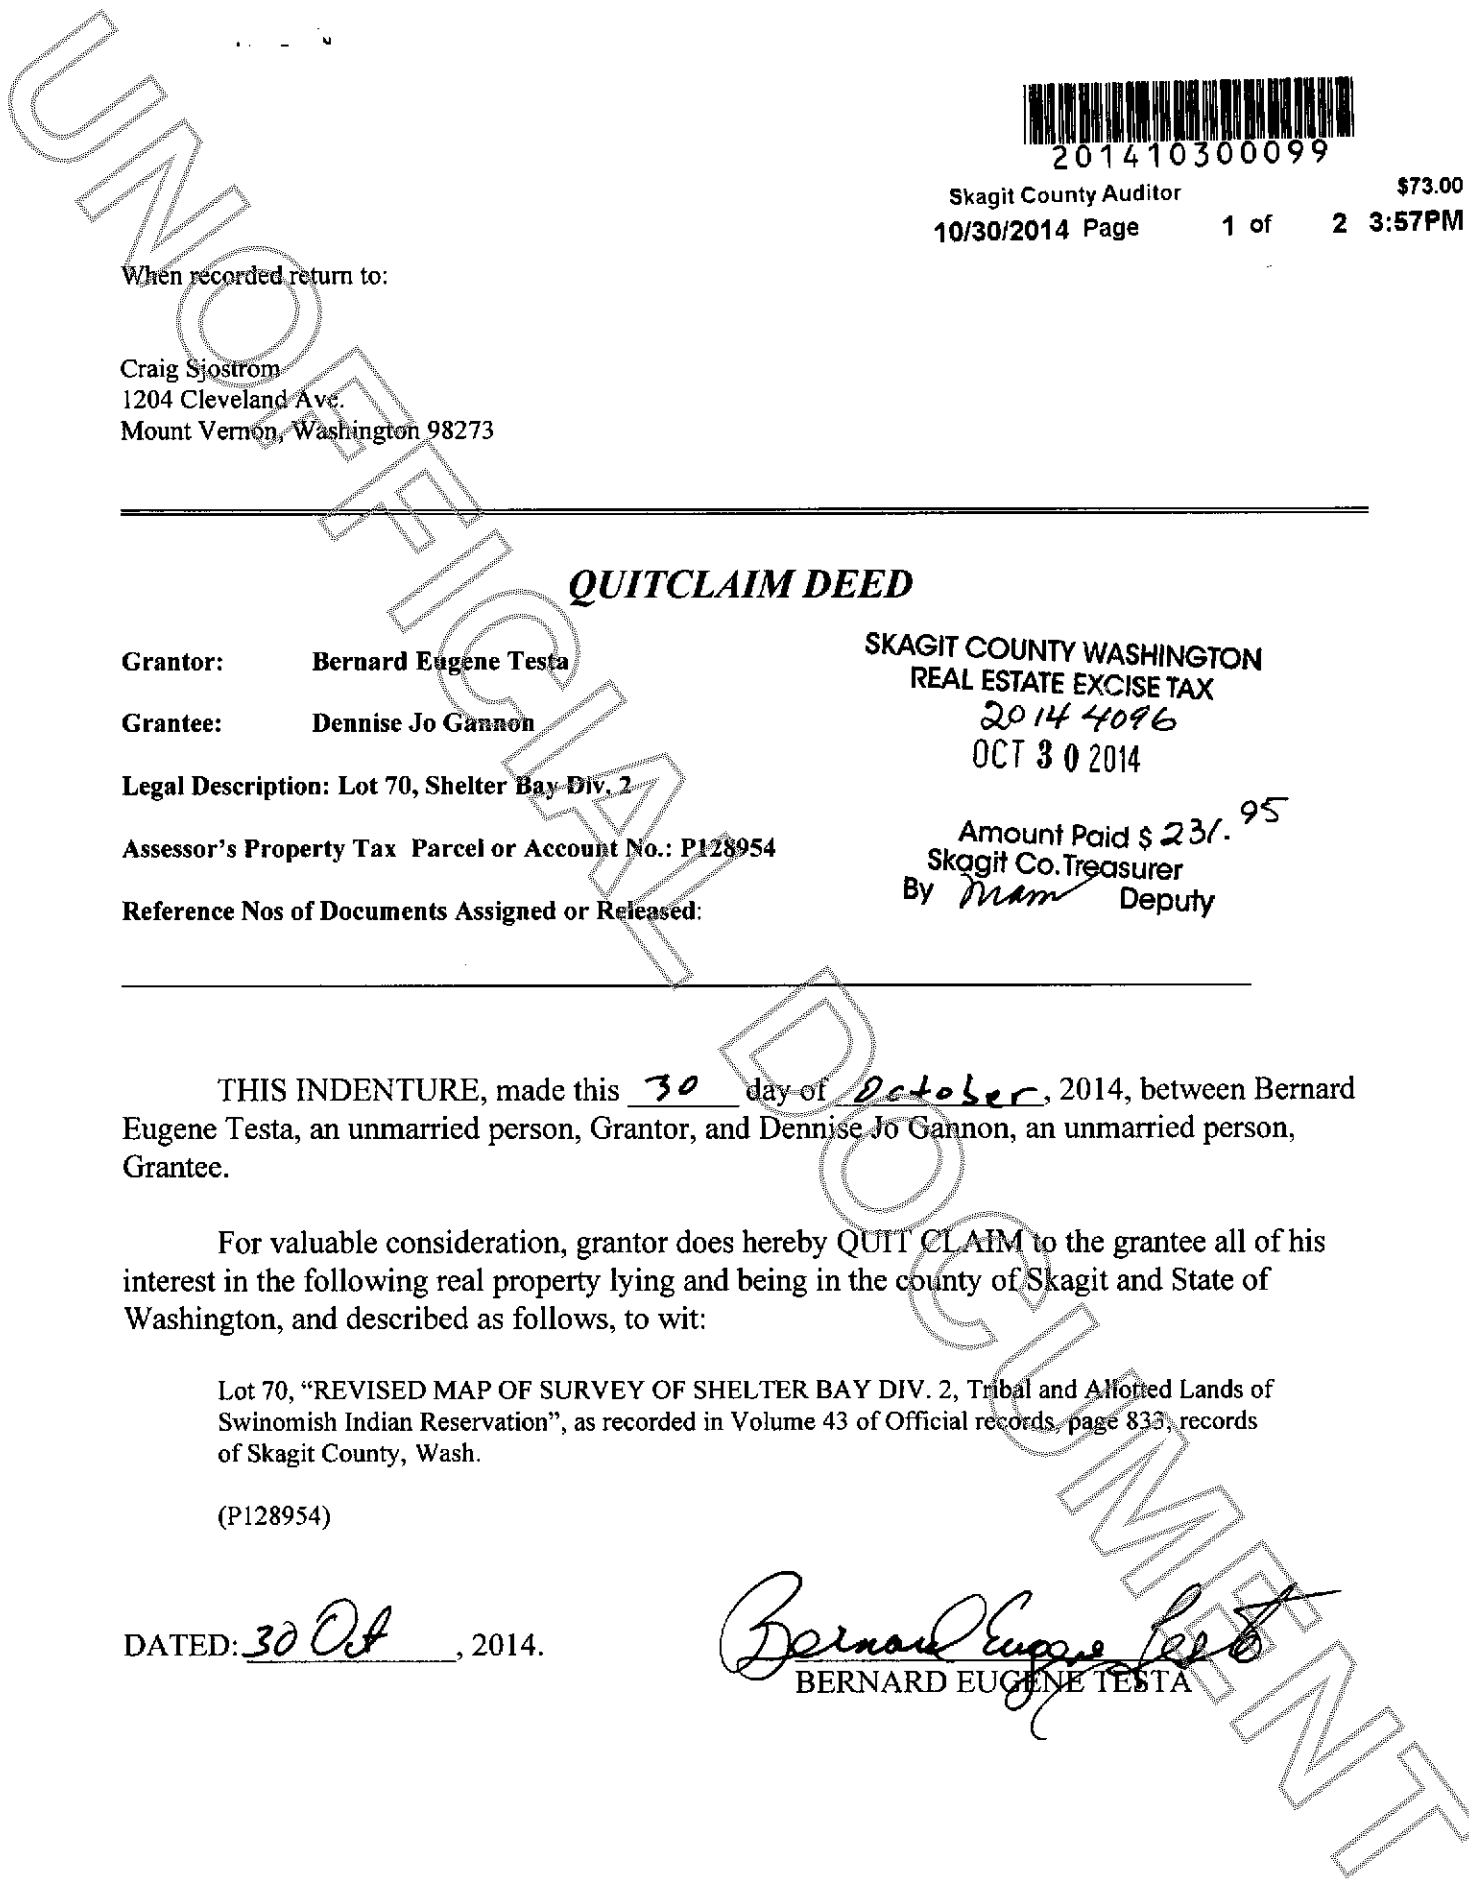 201410300099
Skagit County Auditor $73.00
10/30/2014 Page 1 of 2 3:57PM
When recorded return to:
Craig Sjostrom
1204 Cleveland Ave.
Mount Vernon, Washington 98273
QUITCLAIM DEED
Grantor: Bernard Eugene Testa
Grantee: Dennise Jo Gannon
Legal Description: Lot 70, Shelter Bay Div. 2
Assessor's Property Tax Parcel or Account No.: P128954
Reference Nos of Documents Assigned or Released:
SKAGIT COUNTY WASHINGTON
REAL ESTATE EXCISE TAX
2014 4096
OCT 30 2014
Amount Paid $ 231.95
Skagit Co. Treasurer
By Mam Deputy
THIS INDENTURE, made this 30 day of October, 2014, between Bernard
Eugene Testa, an unmarried person, Grantor, and Dennise Jo Gannon, an unmarried person,
Grantee.
For valuable consideration, grantor does hereby QUIT CLAIM to the grantee all of his
interest in the following real property lying and being in the county of Skagit and State of
Washington, and described as follows, to wit:
Lot 70, “REVISED MAP OF SURVEY OF SHELTER BAY DIV. 2, Tribal and Allotted Lands of
Swinomish Indian Reservation”, as recorded in Volume 43 of Official records, page 833, records
of Skagit County, Wash.
(P128954)
DATED: 30 Oct, 2014.
Bernard Eugene Testa
BERNARD EUGENE TESTA
UNOFFICIAL DOCUMENT